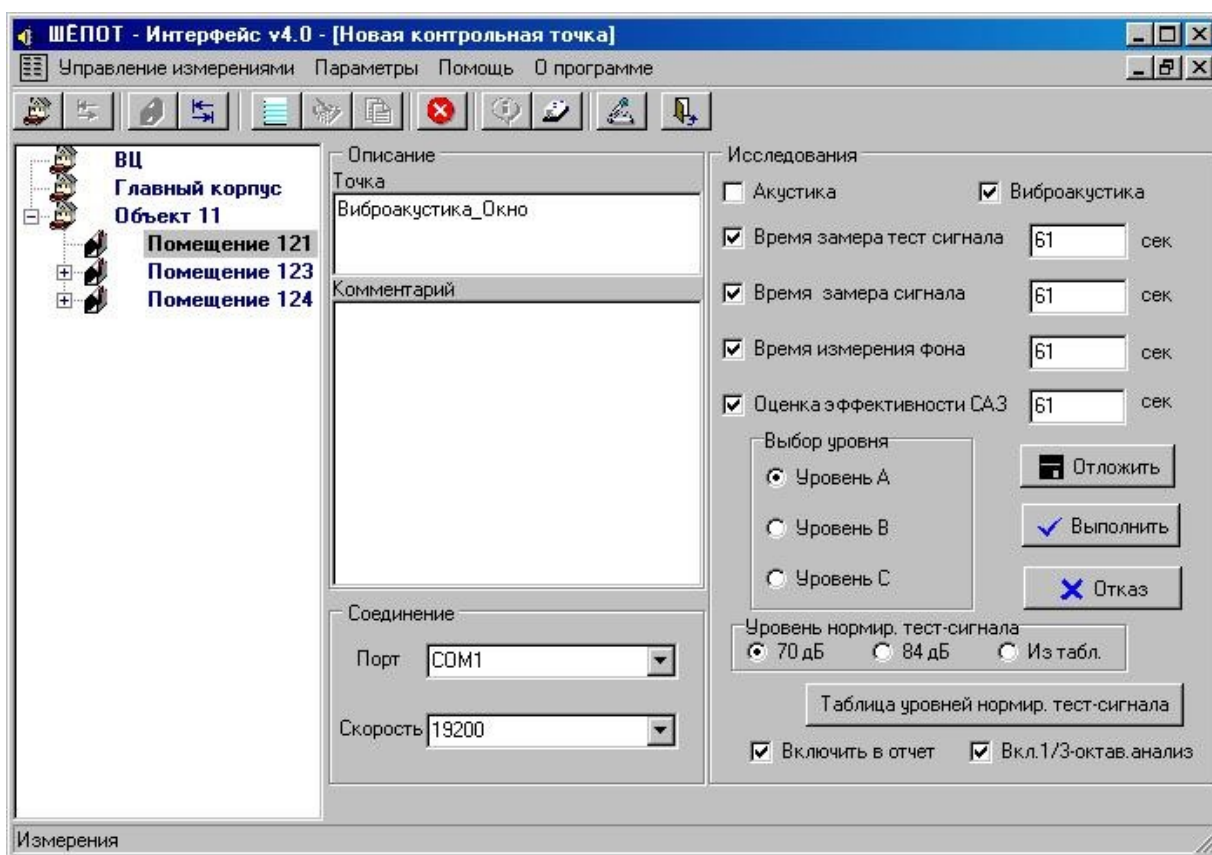 ШЁПОТ - Интерфейс v4.0 - [Новая контрольная точка]
Управление измерениями Параметры Помощь О программе
ВЦ
Главный корпус
Объект 11
Помещение 121
Помещение 123
Помещение 124
Описание
Точка
Виброакустика_Окно
Комментарий
Соединение
Порт COM1
Скорость 19200
Исследования
Акустика Виброакустика
Время замера тест сигнала 61 сек
Время замера сигнала 61 сек
Время измерения фона 61 сек
Оценка эффективности САЗ 61 сек
Выбор уровня
Уровень А
Уровень В
Уровень С
Отложить
Выполнить
Отказ
Уровень нормир. тест-сигнала
70 дБ 84 дБ Из табл.
Таблица уровней нормир. тест-сигнала
Включить в отчет Вкл.1/3-октав.анализ
Измерения